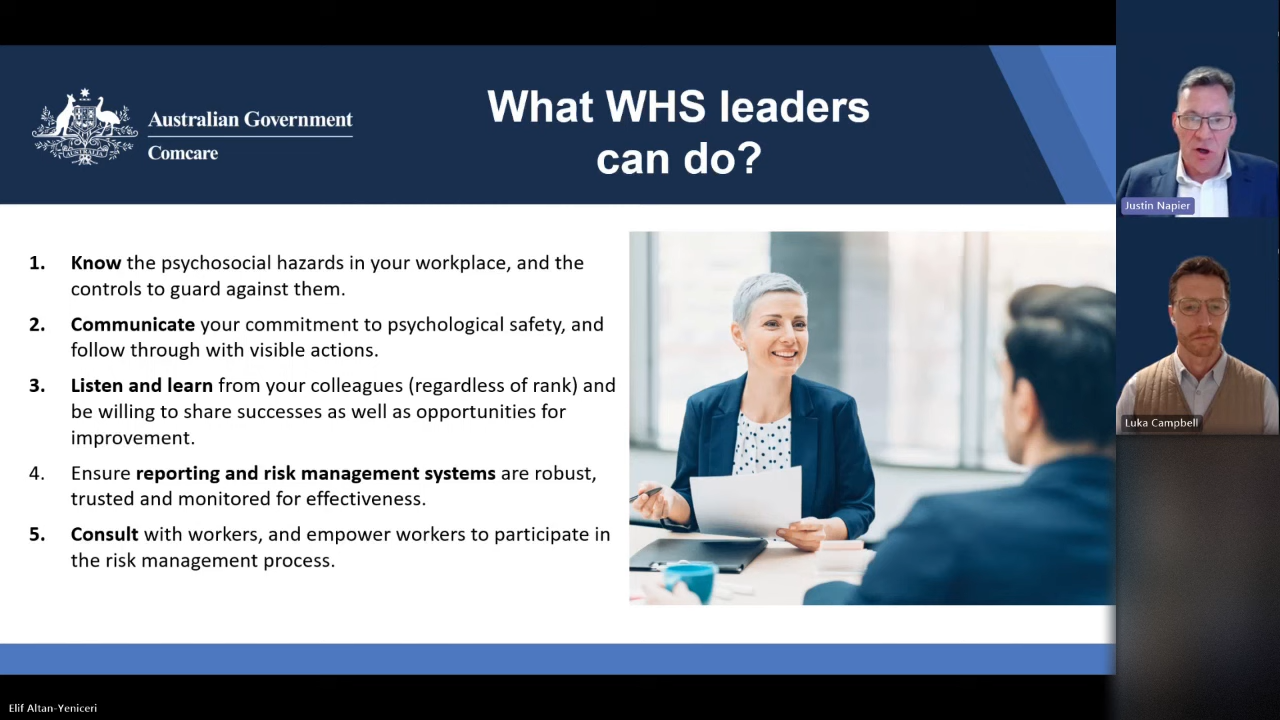 Australian Government
Comcare
What WHS leaders
can do?
1. Know the psychosocial hazards in your workplace, and the
controls to guard against them.
2. Communicate your commitment to psychological safety, and
follow through with visible actions.
3. Listen and learn from your colleagues (regardless of rank) and
be willing to share successes as well as opportunities for
improvement.
4. Ensure reporting and risk management systems are robust,
trusted and monitored for effectiveness.
5. Consult with workers, and empower workers to participate in
the risk management process.
Justin Napier
Luka Campbell
Elif Altan-Yeniceri
AUSTRALIA